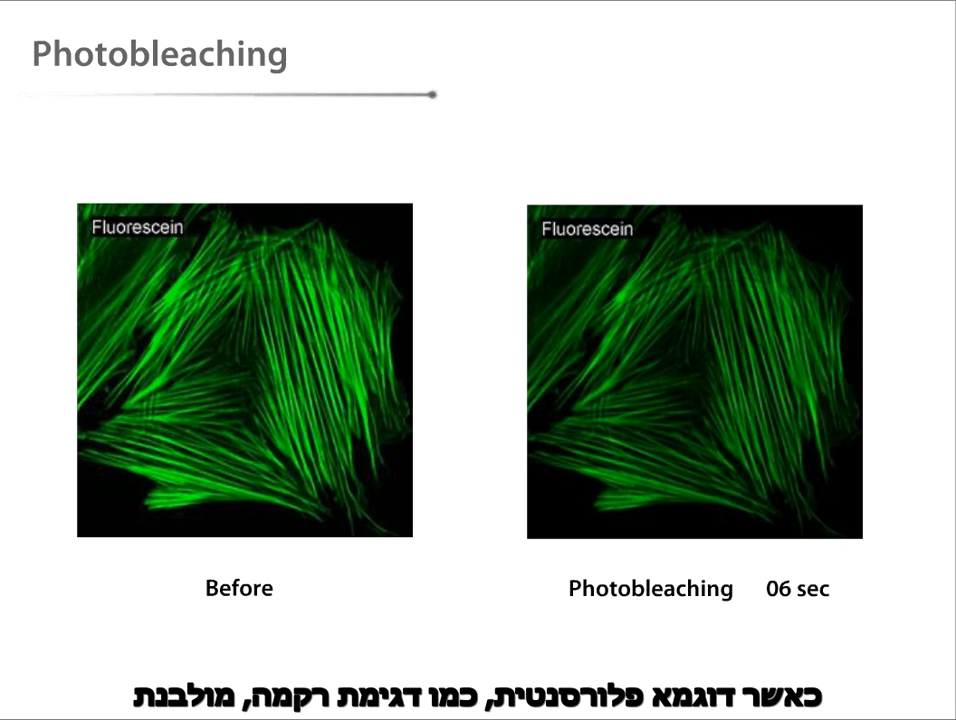 Photobleaching
Fluorescein
Fluorescein
Before
Photobleaching 06 sec
כאשר דוגמא פלורסנטית, כמו דגימת רקמה, מולבנת